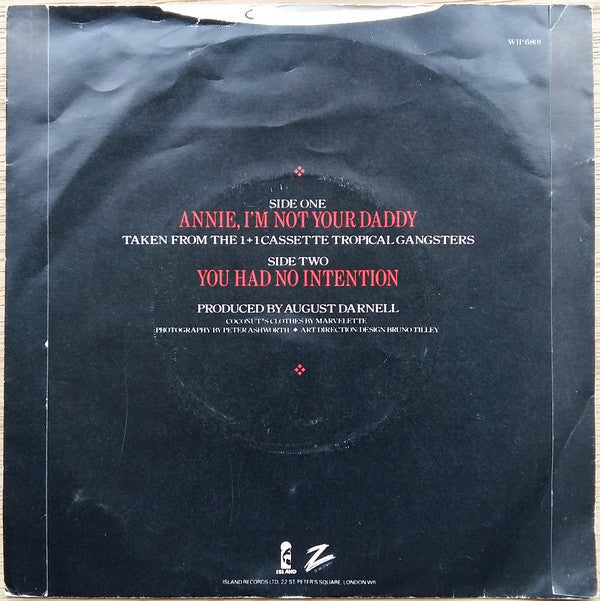 WIP 6801
SIDE ONE
ANNIE, I'M NOT YOUR DADDY
TAKEN FROM THE 1+1 CASSETTE TROPICAL GANGSTERS
SIDE TWO
YOU HAD NO INTENTION
PRODUCED BY AUGUST DARNELL
COCONUT'S CLOTHES BY MARVELETTE
PHOTOGRAPHY BY PETER ASHWORTH ❖ ART DIRECTION DESIGN BRUNO TILLEY
ISLAND
Z
ISLAND RECORDS LTD. 22 ST. PETER'S SQUARE, LONDON W6